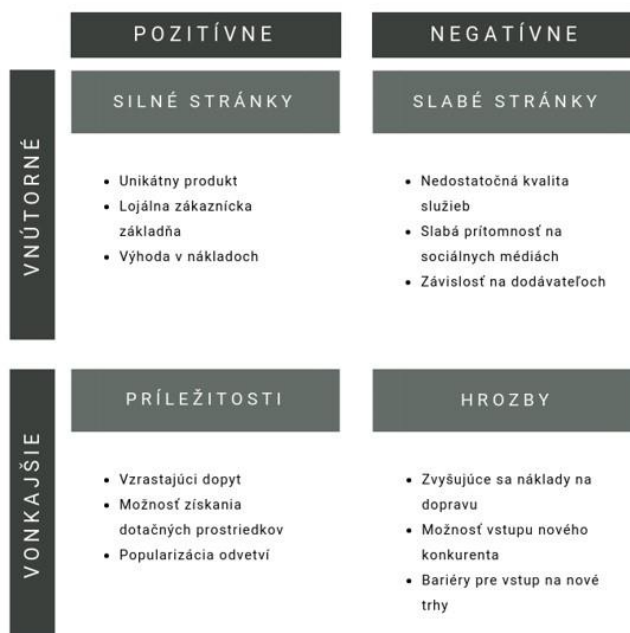 POZITÍVNE
NEGATÍVNE
VNÚTORNÉ
SILNÉ STRÁNKY
• Unikátny produkt
• Lojálna zákaznícka
základňa
• Výhoda v nákladoch
SLABÉ STRÁNKY
• Nedostatočná kvalita
služieb
• Slabá prítomnosť na
sociálnych médiách
• Závislosť na dodávateľoch
VONKAJŠIE
PRÍLEŽITOSTI
• Vzrastajúci dopyt
• Možnosť získania
dotačných prostriedkov
• Popularizácia odvetví
HROZBY
• Zvyšujúce sa náklady na
dopravu
• Možnosť vstupu nového
konkurenta
• Bariéry pre vstup na nové
trhy